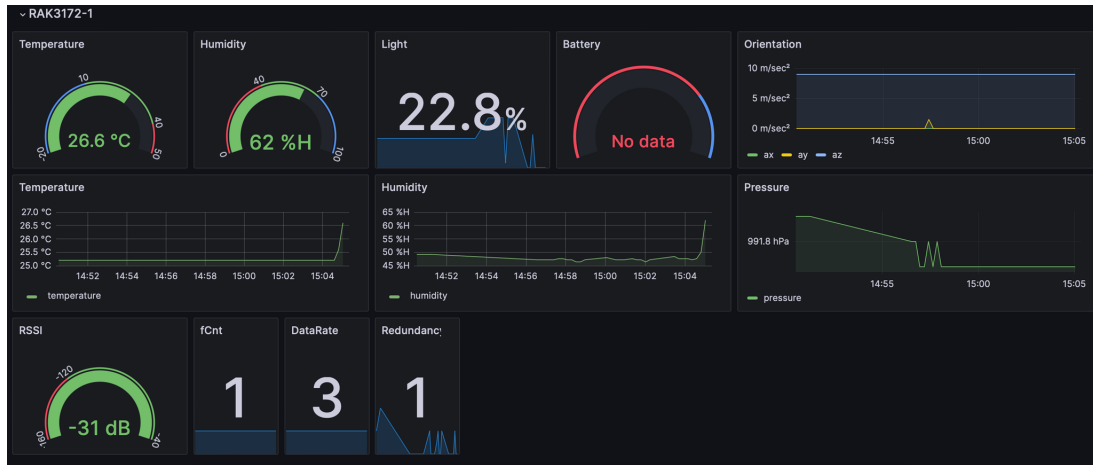 RAK3172-1
Temperature
-20
10
40
50
26.6 °C
Humidity
0
40
70
100
62 %H
Light
22.8%
Battery
No data
Orientation
10 m/sec²
5 m/sec²
0 m/sec²
14:55 15:00 15:05
ax ay az
Temperature
27.0 °C
26.5 °C
26.0 °C
25.5 °C
25.0 °C
14:52 14:54 14:56 14:58 15:00 15:02 15:04
temperature
Humidity
65 %H
60 %H
55 %H
50 %H
45 %H
14:52 14:54 14:56 14:58 15:00 15:02 15:04
humidity
Pressure
991.8 hPa
14:55 15:00 15:05
pressure
RSSI
-160
-120
-40
-31 dB
fCnt
1
DataRate
3
Redundancy
1